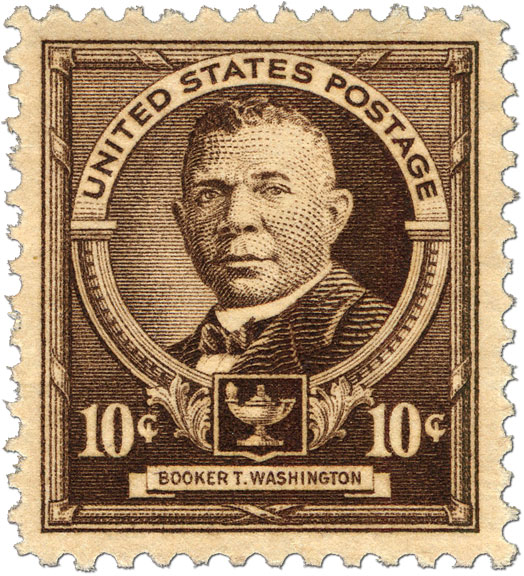 UNITED STATES POSTAGE
10¢ 10¢
BOOKER T. WASHINGTON